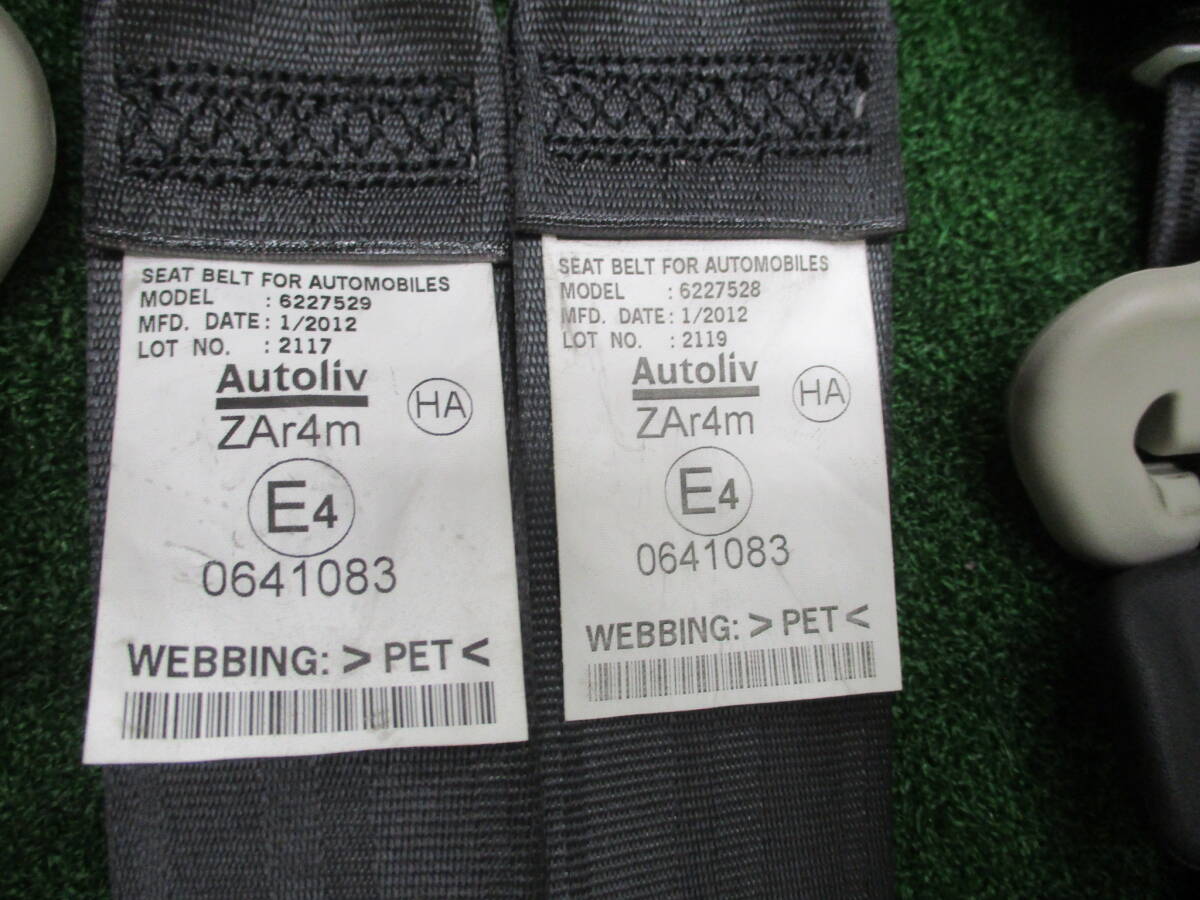 SEAT BELT FOR AUTOMOBILES
MODEL : 6227529
MFD. DATE : 1/2012
LOT NO. : 2117
Autoliv
HA
ZAr4m
E4
0641083
WEBBING: > PET <
SEAT BELT FOR AUTOMOBILES
MODEL : 6227528
MFD. DATE : 1/2012
LOT NO. : 2119
Autoliv
HA
ZAr4m
E4
0641083
WEBBING: > PET <